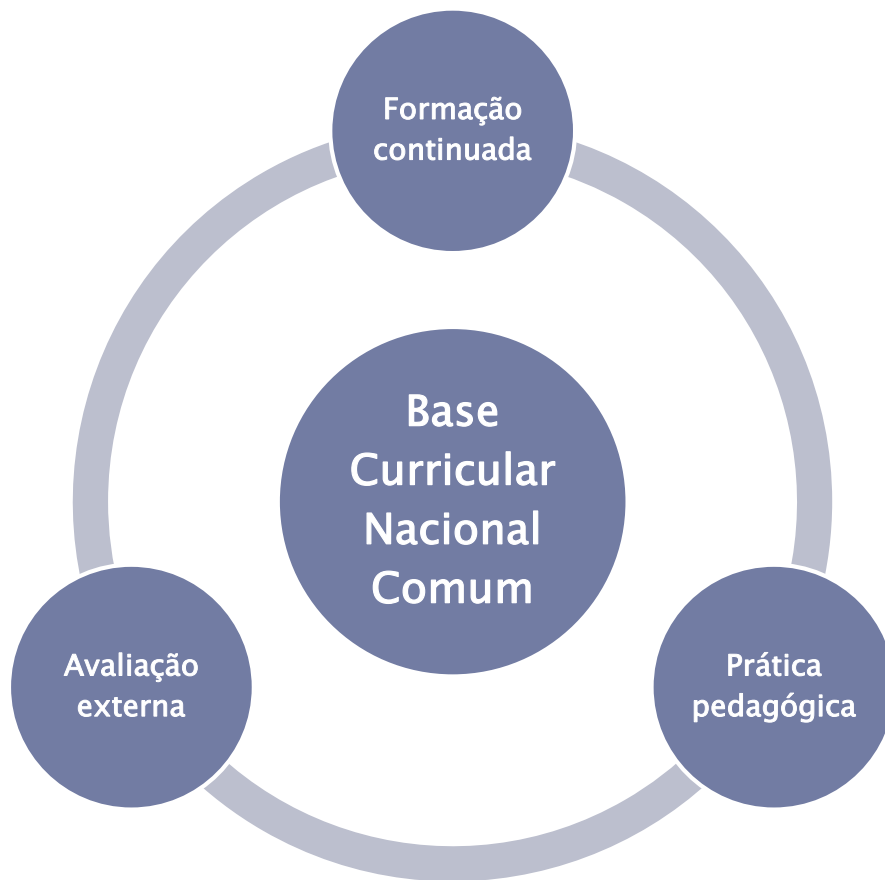 Formação
continuada
Base
Curricular
Nacional
Comum
Avaliação
externa
Prática
pedagógica